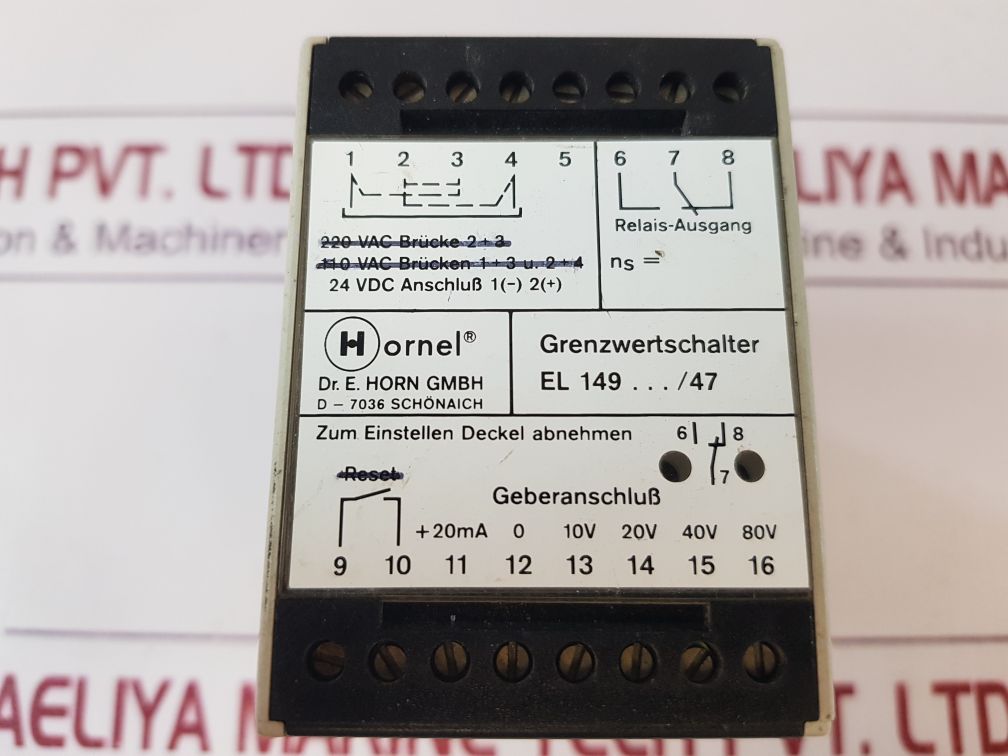 H PVT. LTD
AELIYA MA
on & Machiner
ine & Indu
1 2 3 4 5 6 7 8
220 VAC Brücke 2+3
110 VAC Brücken 1+3 u. 2+4
24 VDC Anschluß 1(-) 2(+)
Relais-Ausgang
ns =
Hornel®
Dr. E. HORN GMBH
D – 7036 SCHÖNAICH
Grenzwertschalter
EL 149 . . . /47
Zum Einstellen Deckel abnehmen
6 8
7
Reset
Geberanschluß
+20mA 0 10V 20V 40V 80V
9 10 11 12 13 14 15 16
AELIYA MARINE TECH PVT. LTD